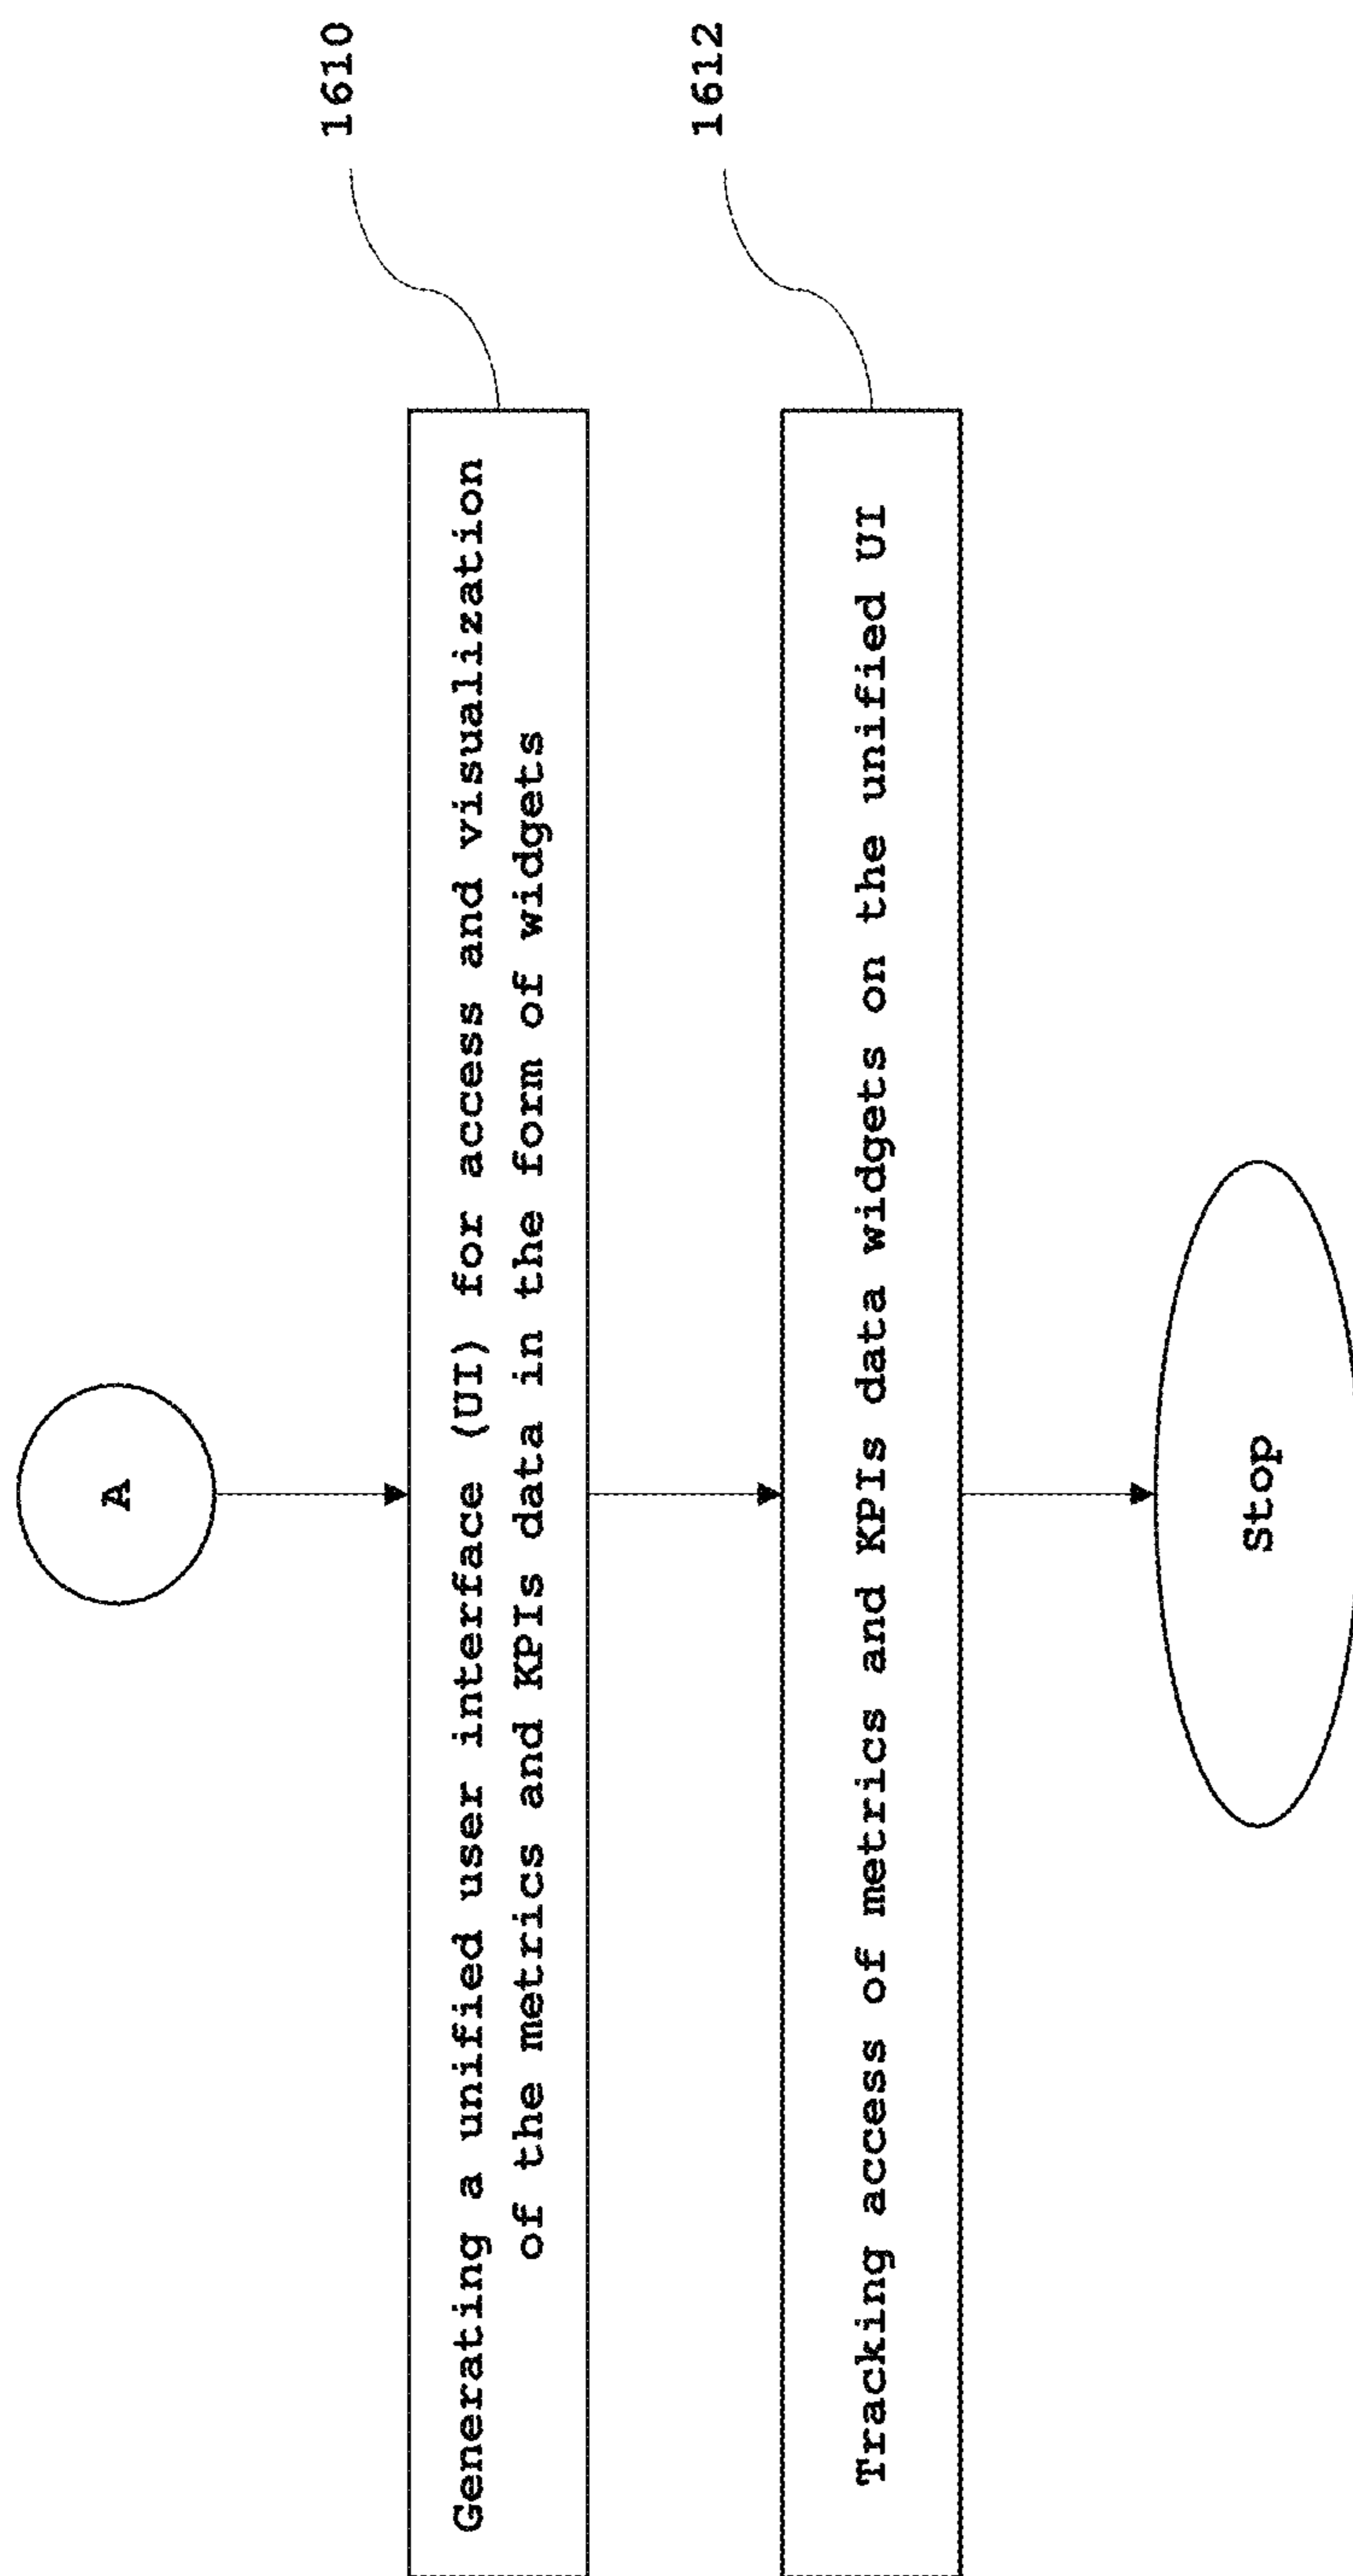 A
1610
Generating a unified user interface (UI) for access and visualization
of the metrics and KPIs data in the form of widgets
1612
Tracking access of metrics and KPIs data widgets on the unified UI
Stop